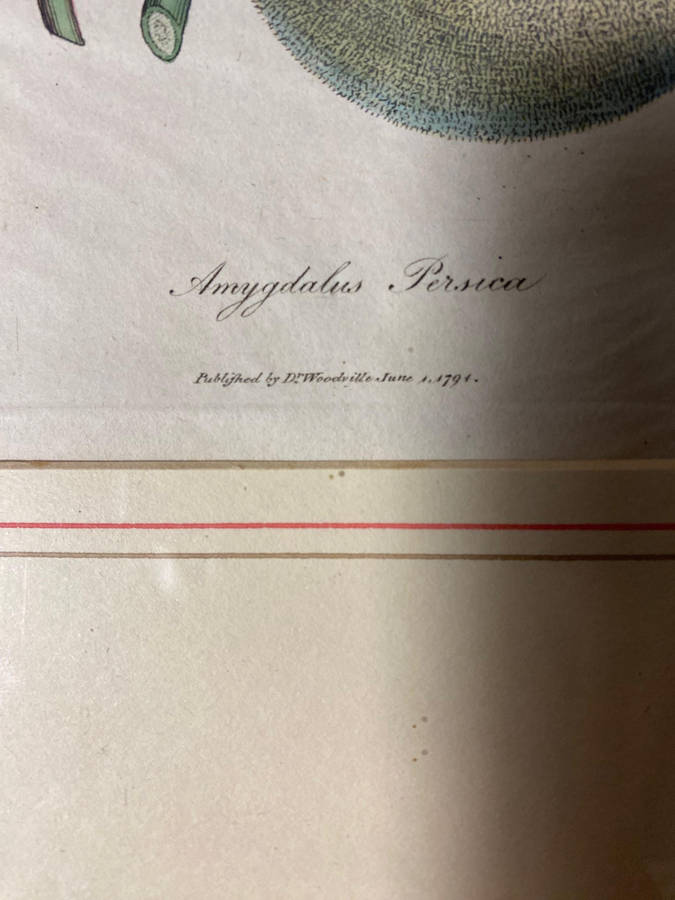 Amygdalus Persica
Publiſhed by Dr. Woodville June 1, 1791.